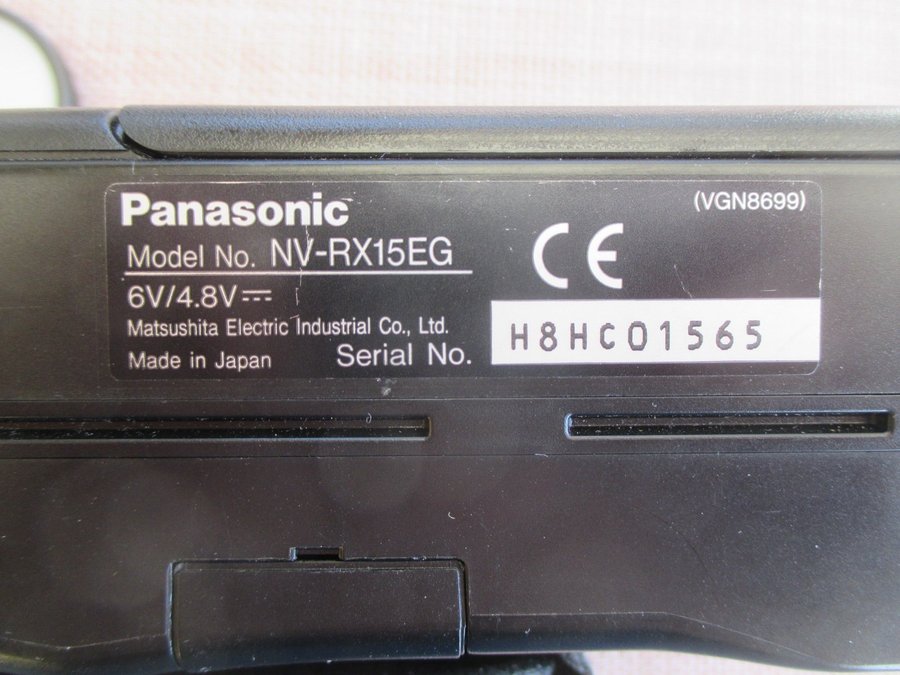 Panasonic
(VGN8699)
Model No. NV-RX15EG
6V/4.8V⎓
CE
Matsushita Electric Industrial Co., Ltd.
Made in Japan
Serial No. H8HC01565